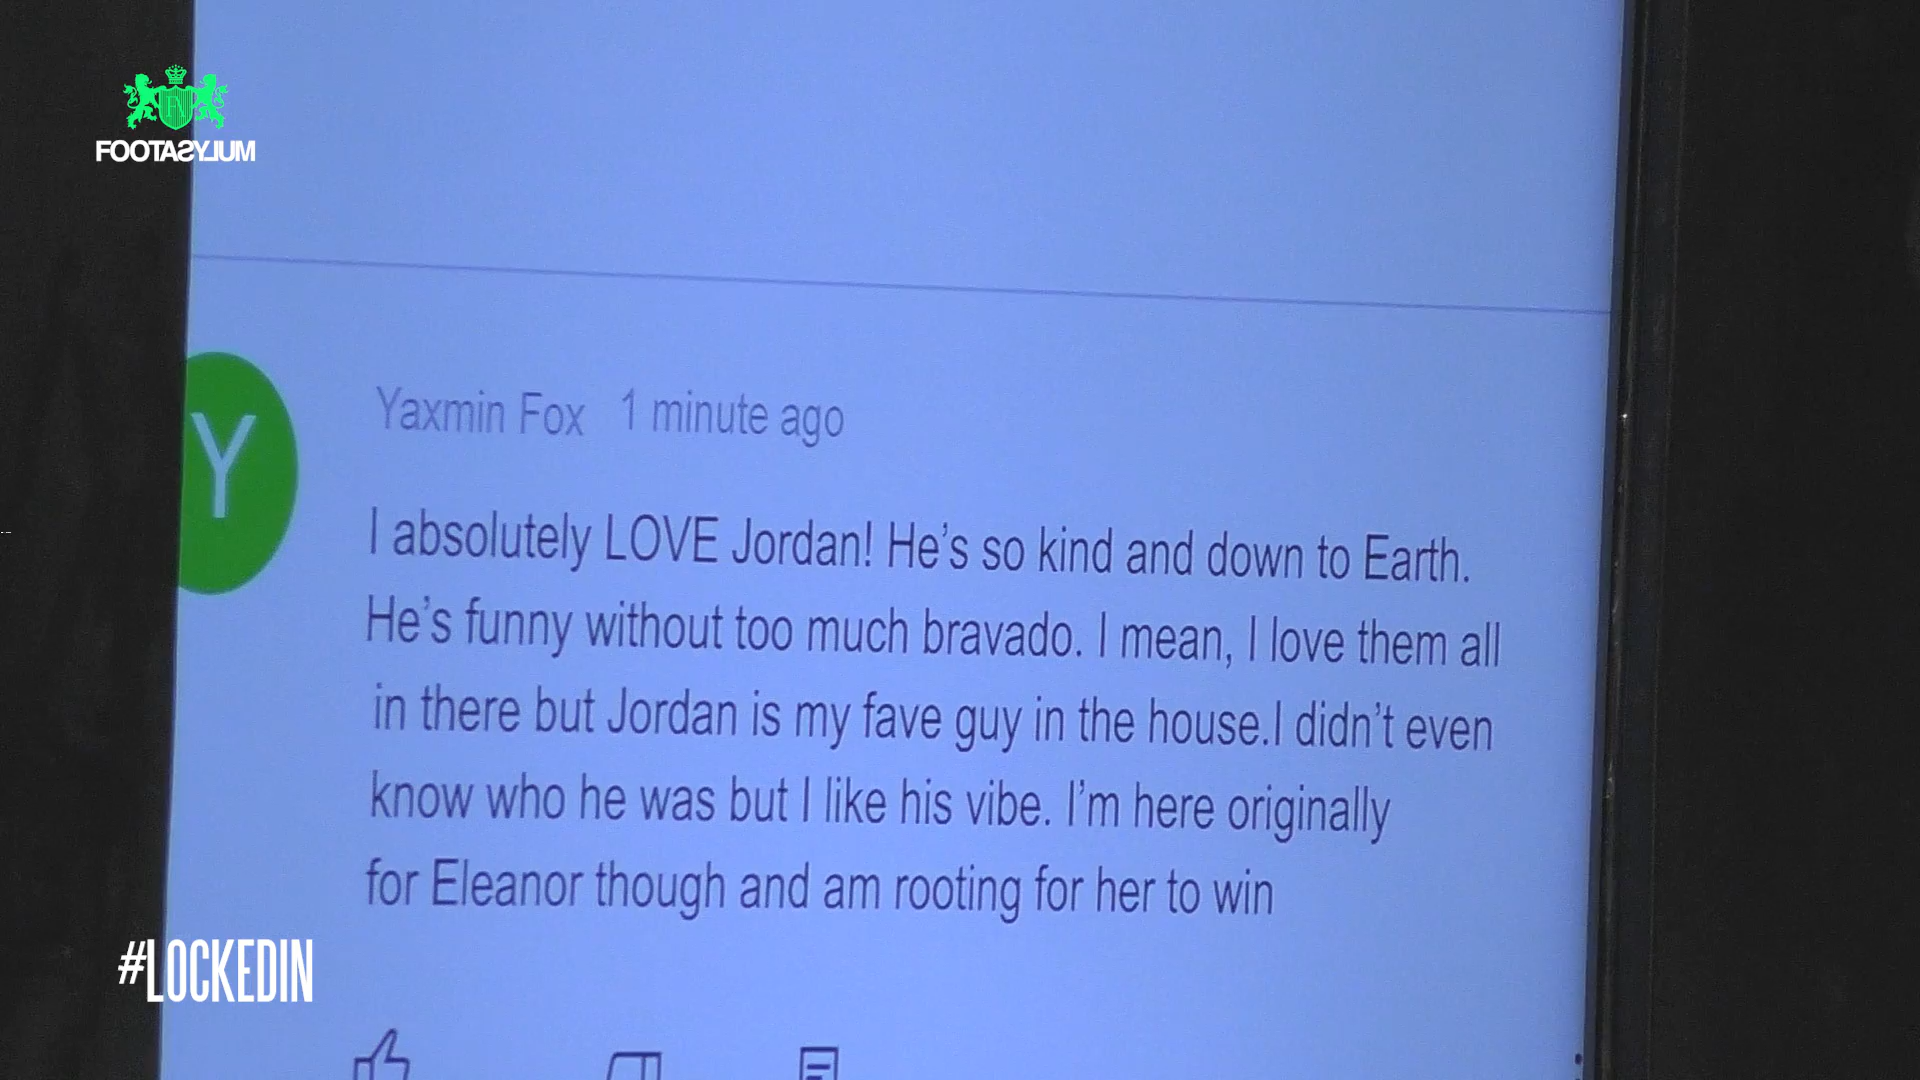 FOOTASYLUM
Y
Yaxmin Fox 1 minute ago
I absolutely LOVE Jordan! He's so kind and down to Earth.
He's funny without too much bravado. I mean, I love them all
in there but Jordan is my fave guy in the house.I didn't even
know who he was but I like his vibe. I'm here originally
for Eleanor though and am rooting for her to win
#LOCKEDIN